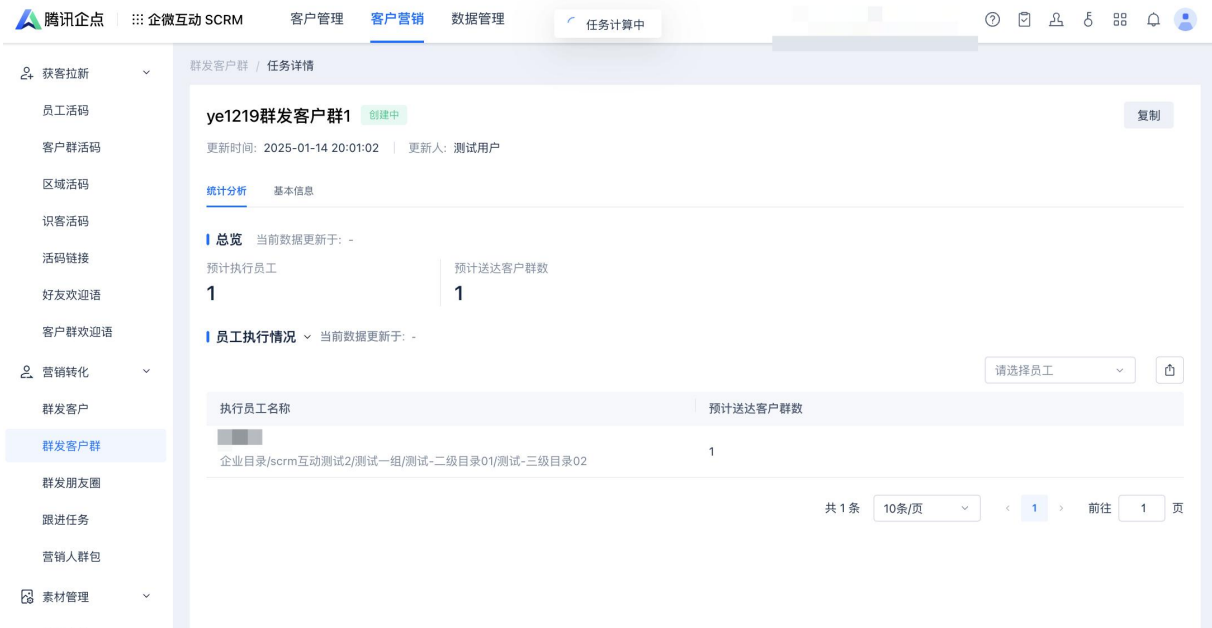 腾讯企点 企微互动 SCRM 客户管理 客户营销 数据管理 任务计算中
获客拉新
员工活码
客户群活码
区域活码
识客活码
活码链接
好友欢迎语
客户群欢迎语
营销转化
群发客户
群发客户群
群发朋友圈
跟进任务
营销人群包
素材管理
群发客户群 / 任务详情
ye1219群发客户群1 创建中 复制
更新时间: 2025-01-14 20:01:02 更新人: 测试用户
统计分析 基本信息
总览 当前数据更新于: -
预计执行员工 预计送达客户群数
1 1
员工执行情况 当前数据更新于: -
请选择员工
执行员工名称 预计送达客户群数
企业目录/scrm互动测试2/测试一组/测试-二级目录01/测试-三级目录02 1
共 1 条 10条/页 1 前往 1 页